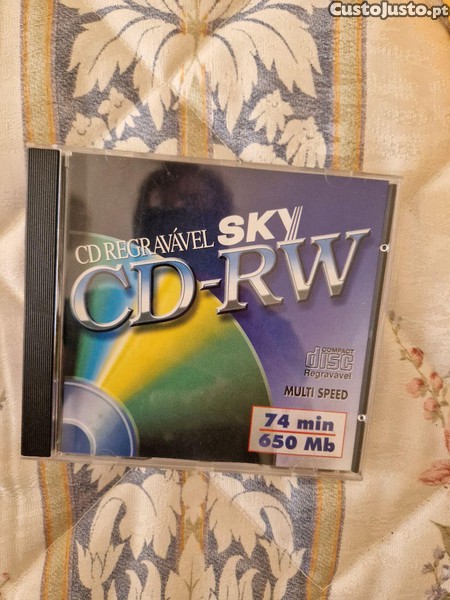 CustoJusto.pt
CD REGRAVÁVEL SKY
CD-RW
COMPACT
disc
Regravável
MULTI SPEED
74 min
650 Mb